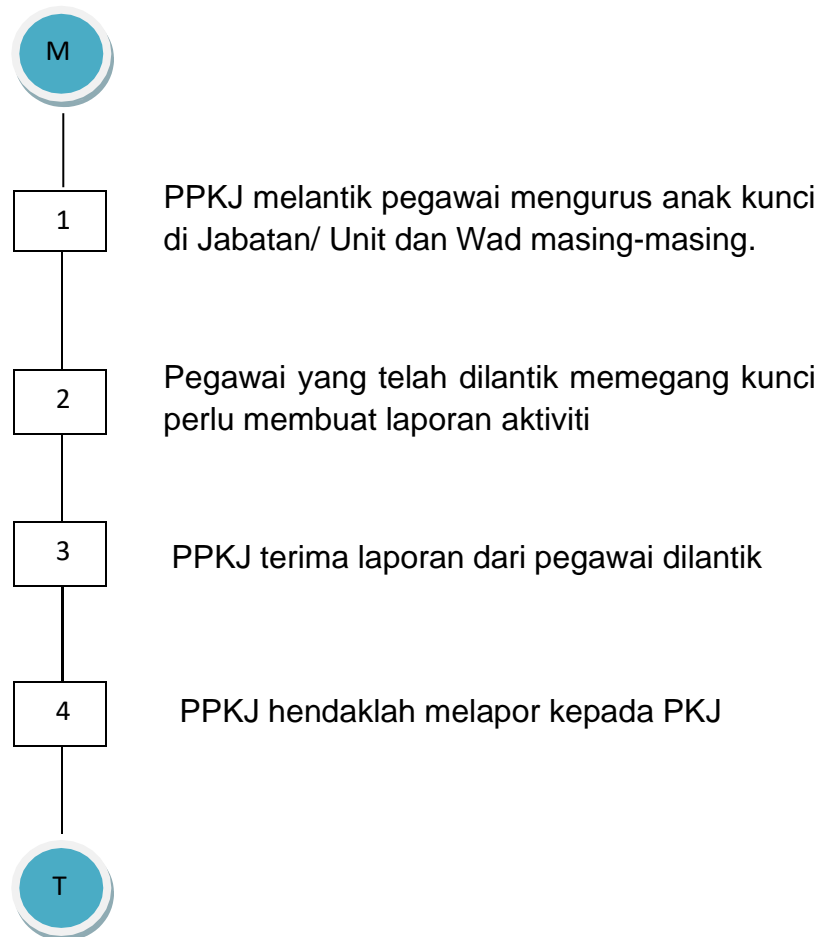 M
1
PPKJ melantik pegawai mengurus anak kunci
di Jabatan/ Unit dan Wad masing-masing.
2
Pegawai yang telah dilantik memegang kunci
perlu membuat laporan aktiviti
3
PPKJ terima laporan dari pegawai dilantik
4
PPKJ hendaklah melapor kepada PKJ
T